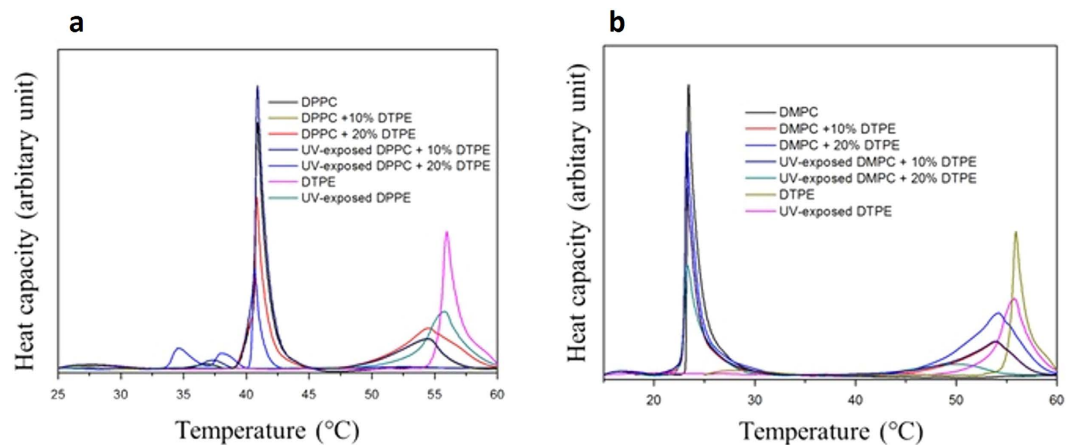 a
Heat capacity (arbitary unit)
DPPC
DPPC +10% DTPE
DPPC + 20% DTPE
UV-exposed DPPC + 10% DTPE
UV-exposed DPPC + 20% DTPE
DTPE
UV-exposed DPPE
25 30 35 40 45 50 55 60
Temperature (°C)
b
Heat capacity (arbitary unit)
DMPC
DMPC +10% DTPE
DMPC + 20% DTPE
UV-exposed DMPC + 10% DTPE
UV-exposed DMPC + 20% DTPE
DTPE
UV-exposed DTPE
20 30 40 50 60
Temperature (°C)